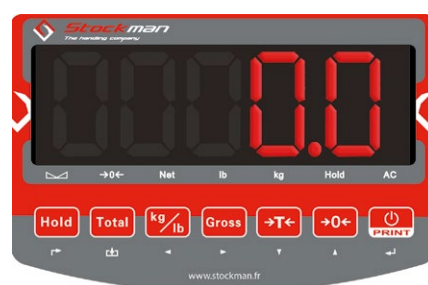 Stockman
The handing company
0.0
→0← Net lb kg Hold AC
Hold Total kg/lb Gross →T← →0← PRINT
www.stockman.fr